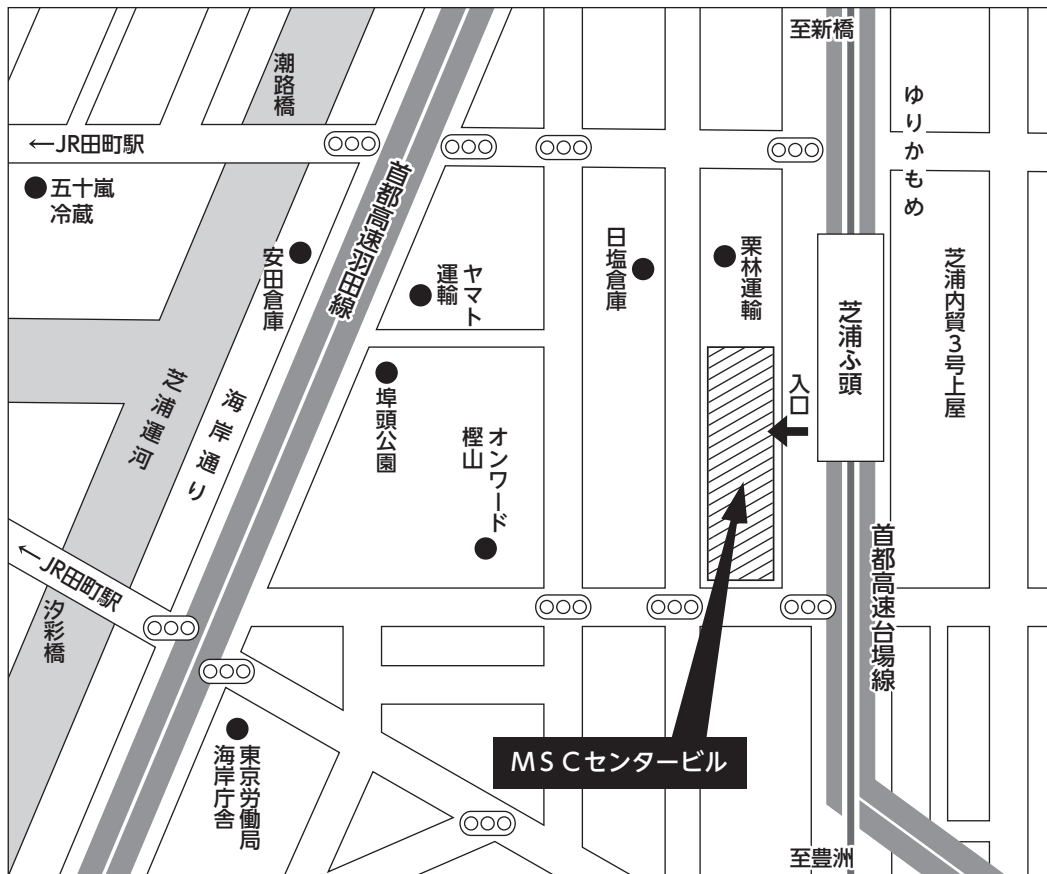 至新橋
潮路橋
ゆりかもめ
←JR田町駅
首都高速羽田線
五十嵐
冷蔵
安田倉庫
ヤマト
運輸
日塩倉庫
栗林運輸
芝浦ふ頭
芝浦内貿3号上屋
入口
芝浦運河
海岸通り
埠頭公園
オンワード
樫山
←JR田町駅
汐彩橋
首都高速台場線
東京労働局
海岸庁舎
MSCセンタービル
至豊洲